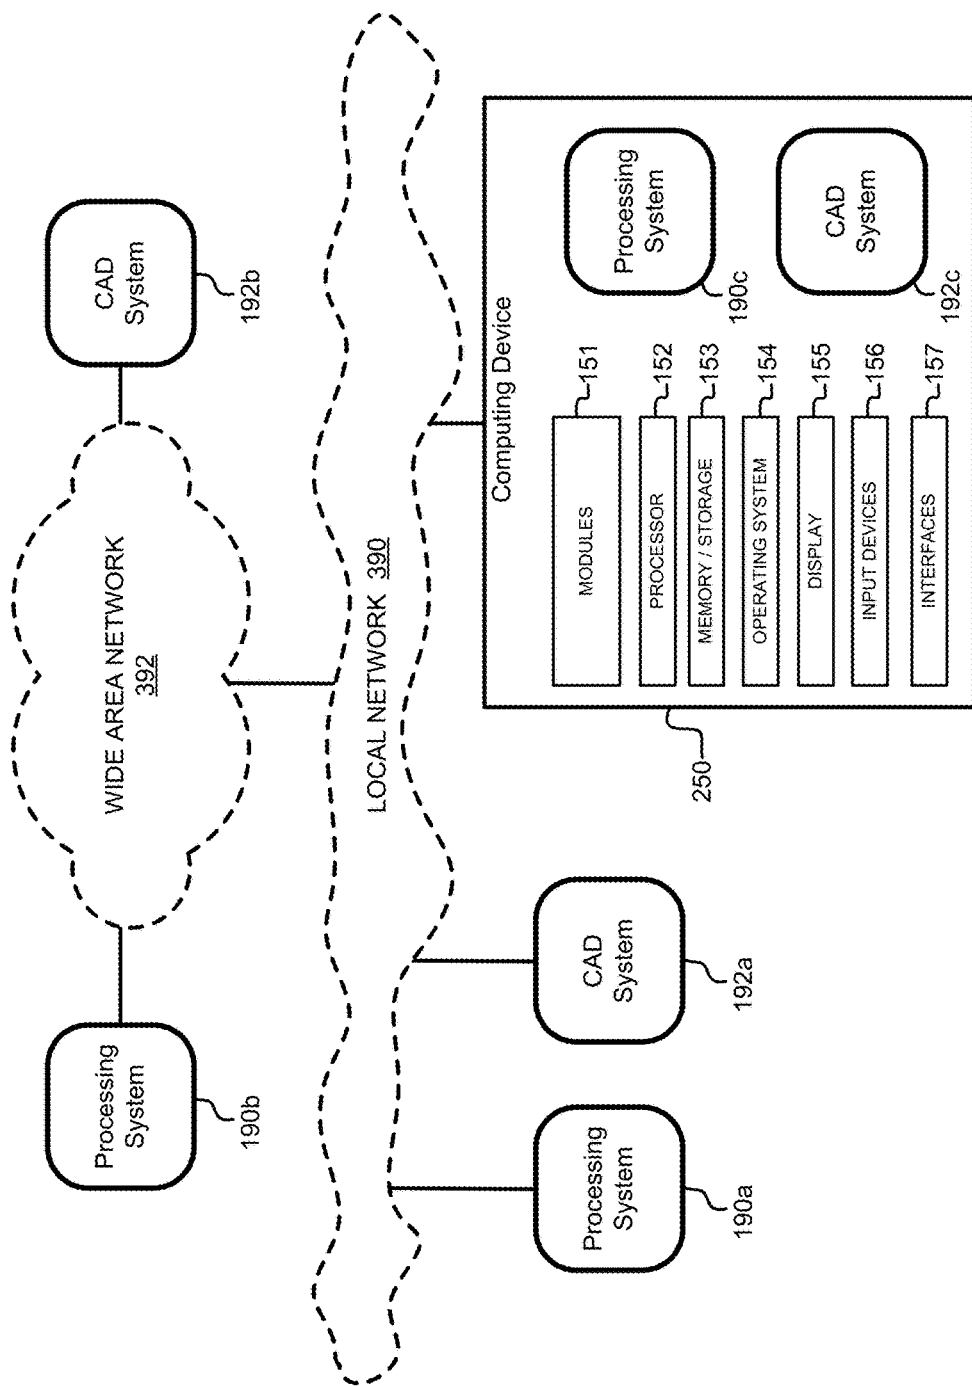 Processing
System
190b
WIDE AREA NETWORK
392
CAD
System
192b
LOCAL NETWORK 390
Processing
System
190a
CAD
System
192a
250
Computing Device
MODULES
151
PROCESSOR
152
MEMORY / STORAGE
153
OPERATING SYSTEM
154
DISPLAY
155
INPUT DEVICES
156
INTERFACES
157
Processing
System
190c
CAD
System
192c